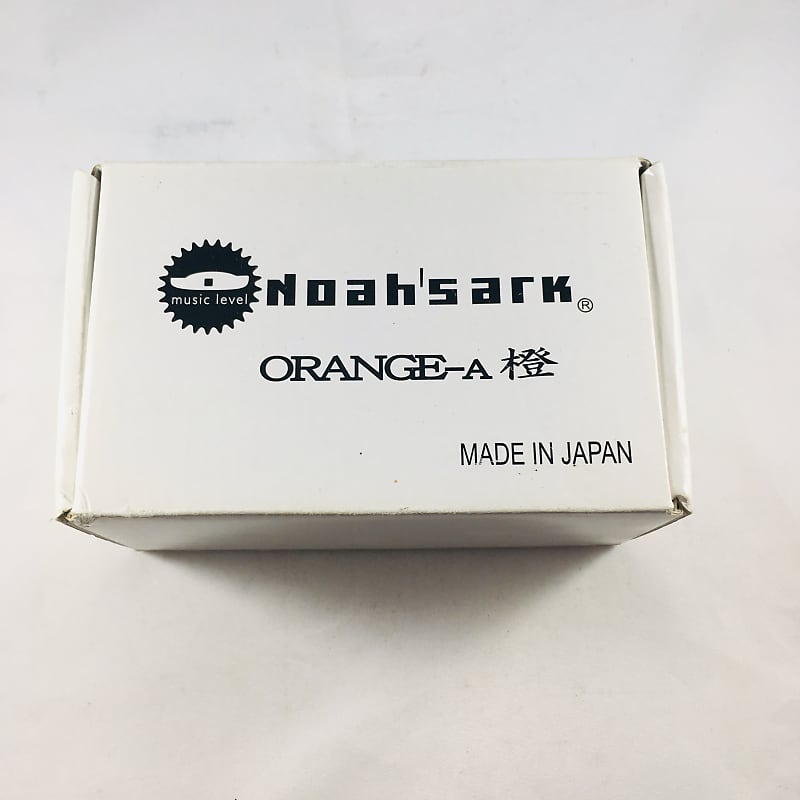 music level
Noah'sark ®
ORANGE-A 橙
MADE IN JAPAN